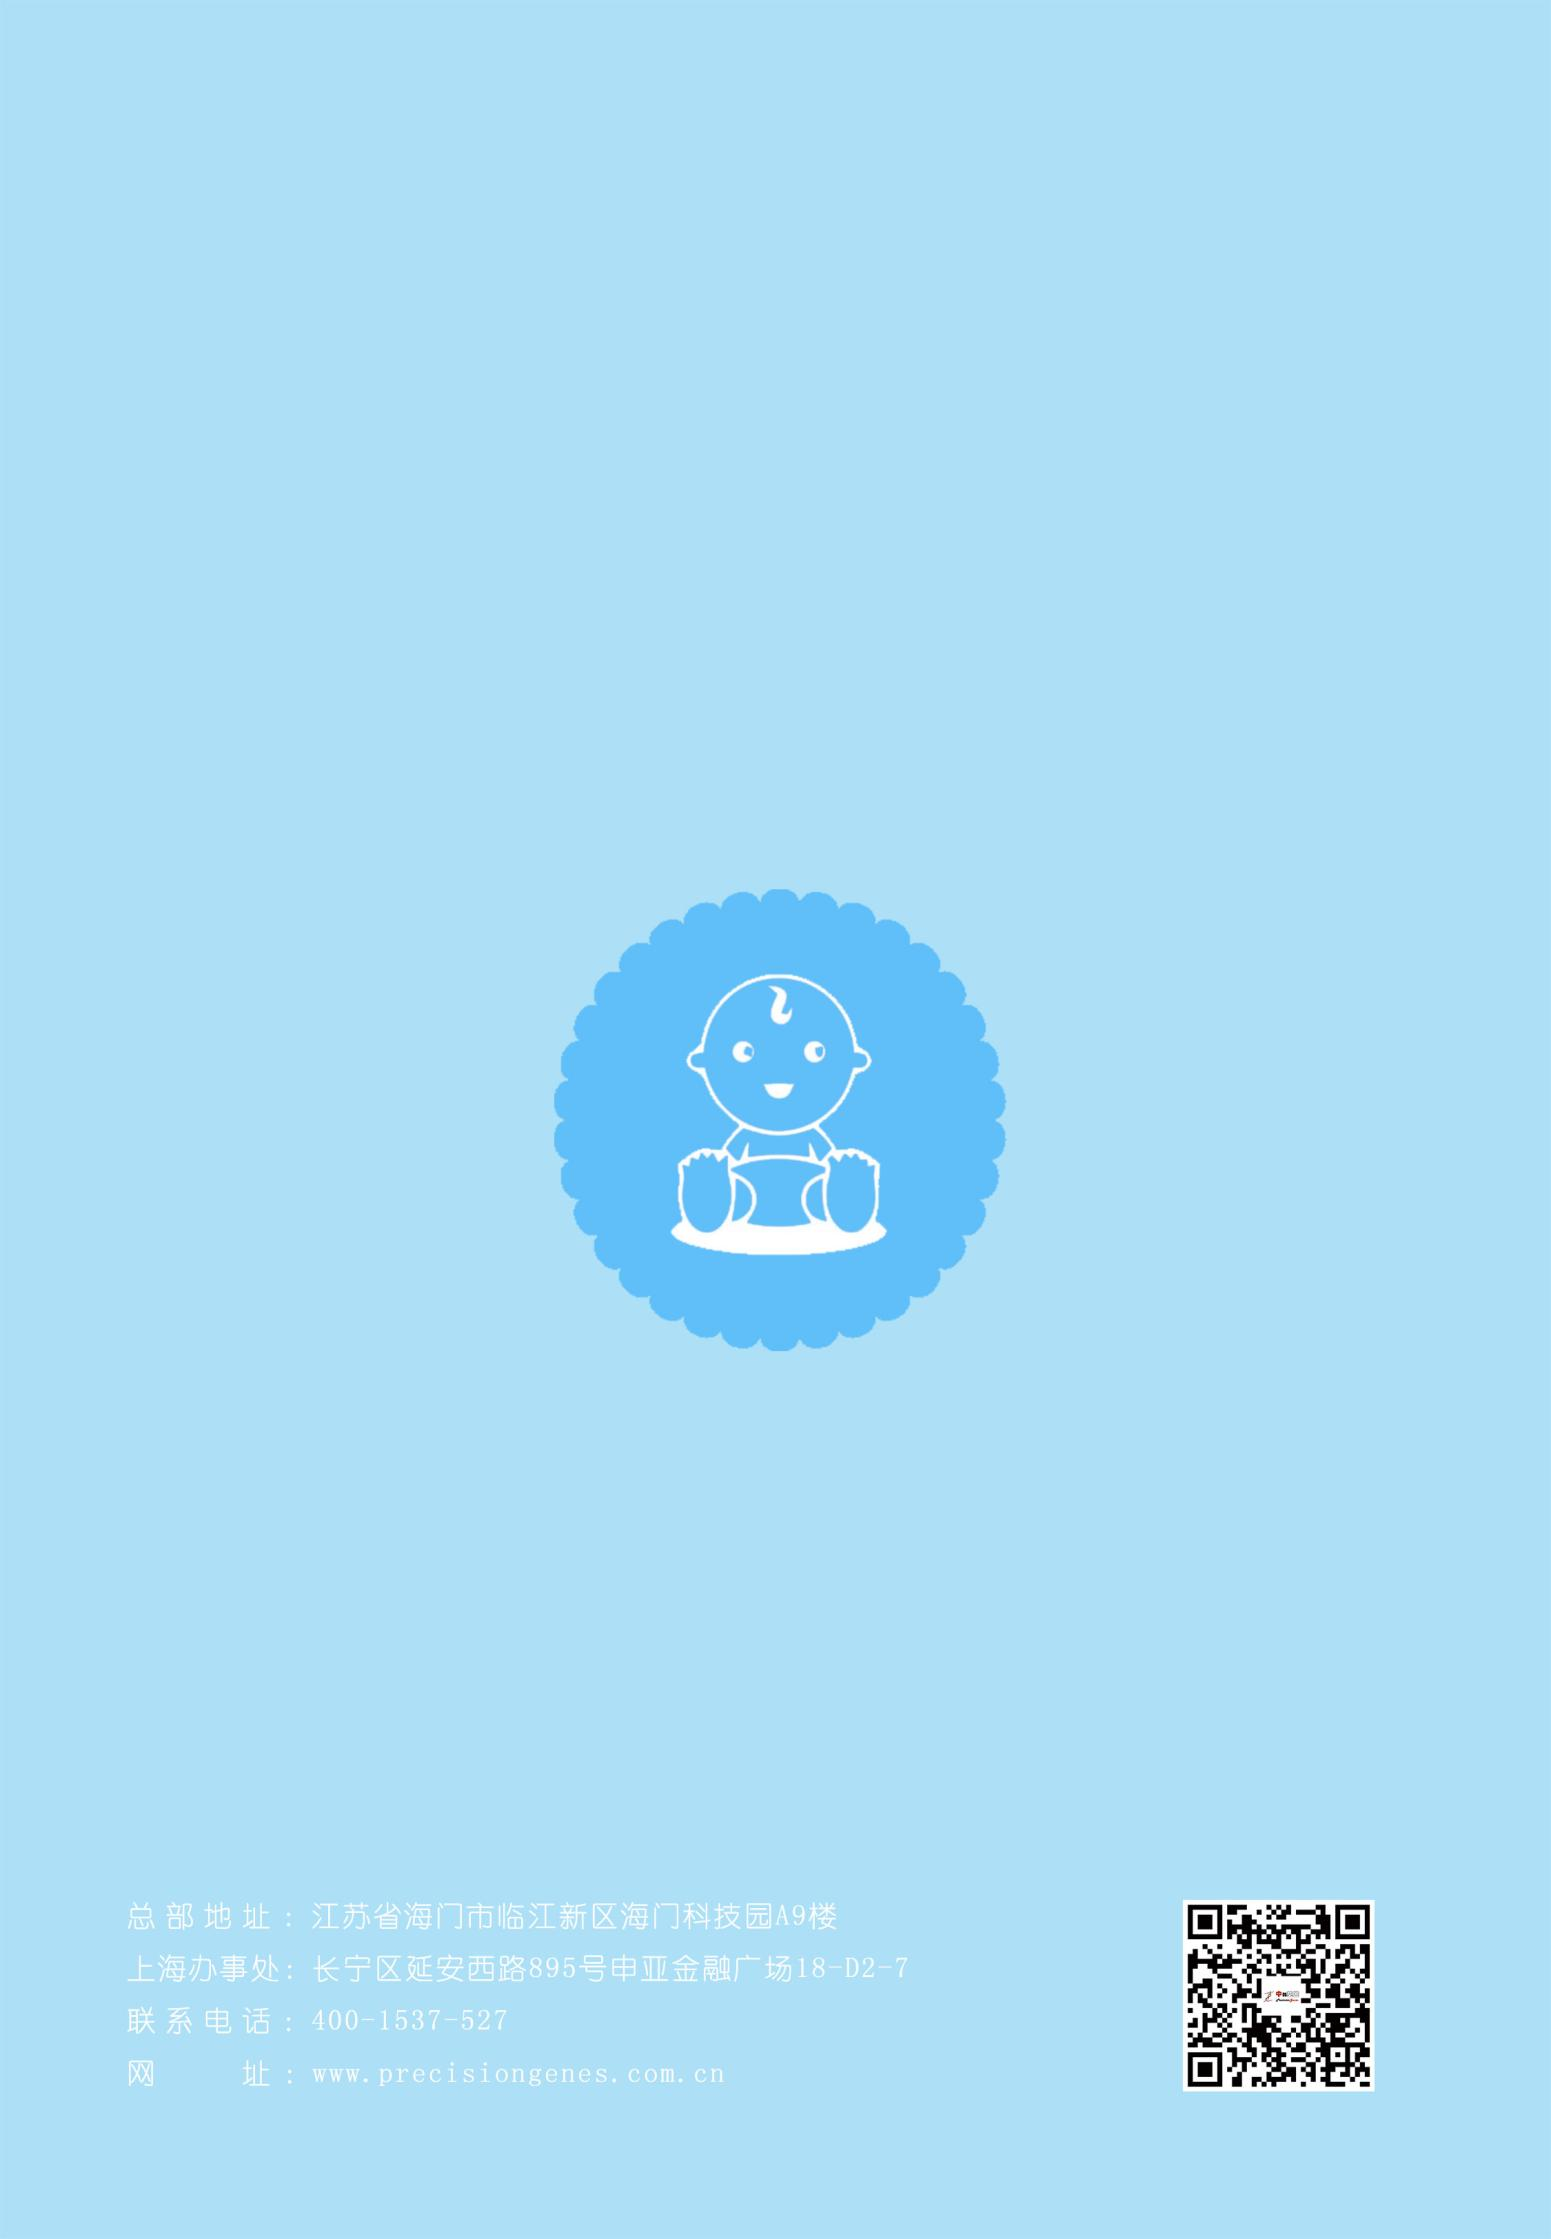 总部地址：江苏省海门市临江新区海门科技园A9楼
上海办事处：长宁区延安西路895号申亚金融广场18-D2-7
联系电话：400-1537-527
网址：www.precisiongenes.com.cn